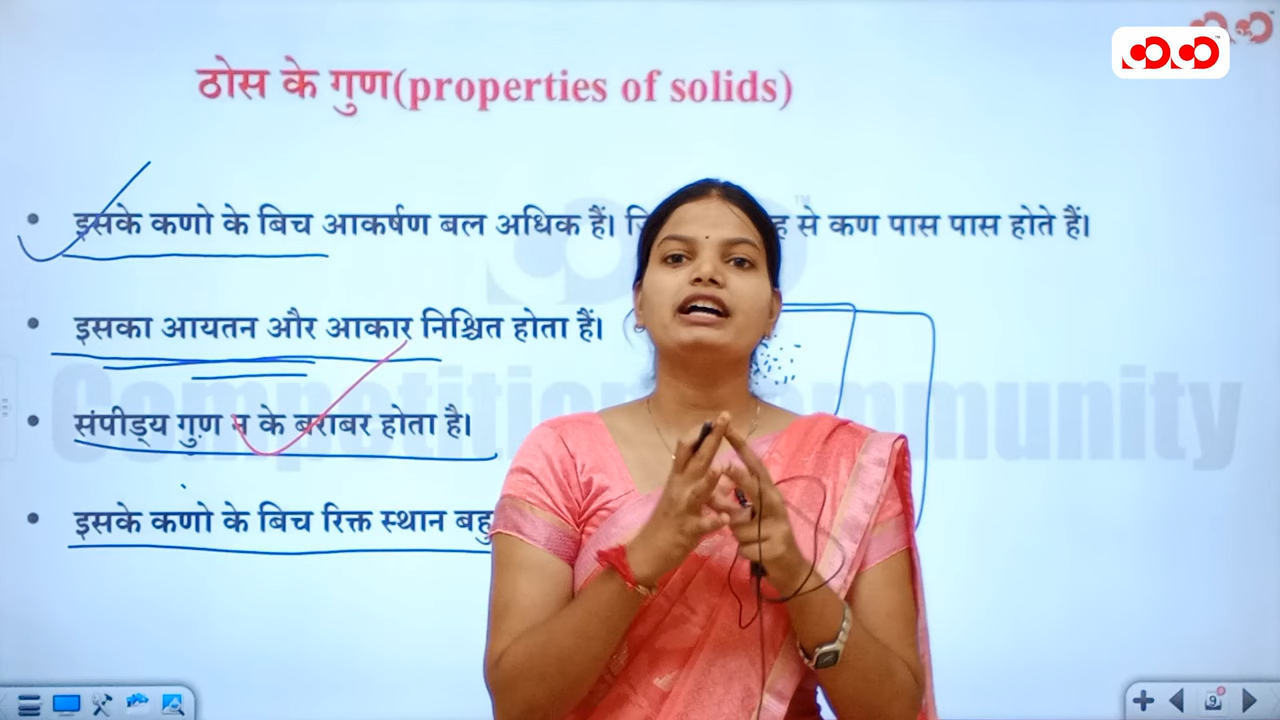 ठोस के गुण(properties of solids)
इसके कणो के बिच आकर्षण बल अधिक हैं। से कण पास पास होते हैं।
इसका आयतन और आकार निश्चित होता हैं।
संपीड्य गुण न के बराबर होता है।
इसके कणो के बिच रिक्त स्थान
Competition Community
9